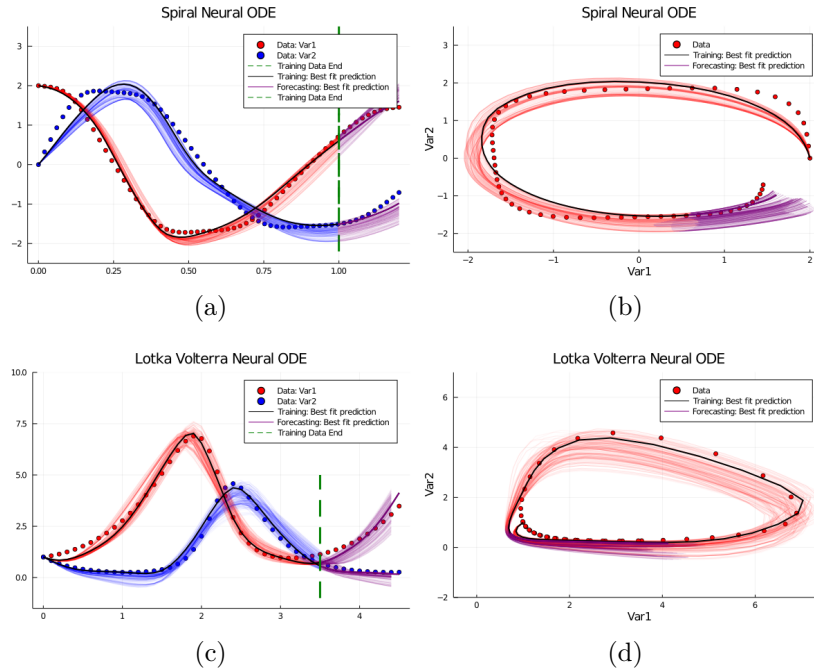 Spiral Neural ODE
3
2
1
0
−1
−2
0.00
0.25
0.50
0.75
1.00
Data: Var1
Data: Var2
Training Data End
Training: Best fit prediction
Forecasting: Best fit prediction
Training Data End
(a)
Spiral Neural ODE
Var2
3
2
1
0
−1
−2
−2
−1
0
1
2
Var1
Data
Training: Best fit prediction
Forecasting: Best fit prediction
(b)
Lotka Volterra Neural ODE
10.0
7.5
5.0
2.5
0.0
0
1
2
3
4
Data: Var1
Data: Var2
Training: Best fit prediction
Forecasting: Best fit prediction
Training Data End
(c)
Lotka Volterra Neural ODE
Var2
6
4
2
0
−2
0
2
4
6
Var1
Data
Training: Best fit prediction
Forecasting: Best fit prediction
(d)